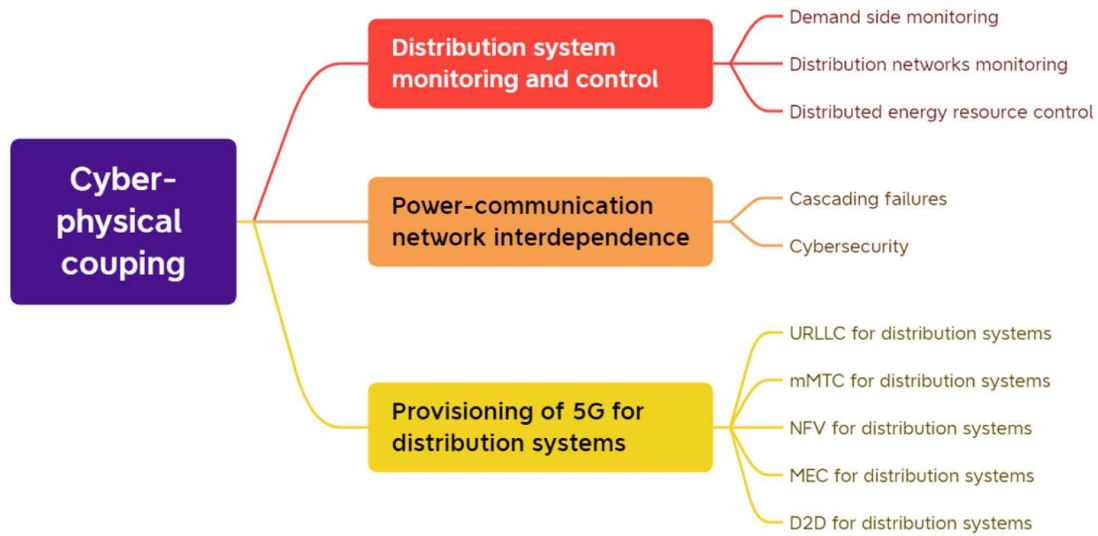 Cyber-
physical
couping
Distribution system
monitoring and control
Demand side monitoring
Distribution networks monitoring
Distributed energy resource control
Power-communication
network interdependence
Cascading failures
Cybersecurity
Provisioning of 5G for
distribution systems
URLLC for distribution systems
mMTC for distribution systems
NFV for distribution systems
MEC for distribution systems
D2D for distribution systems